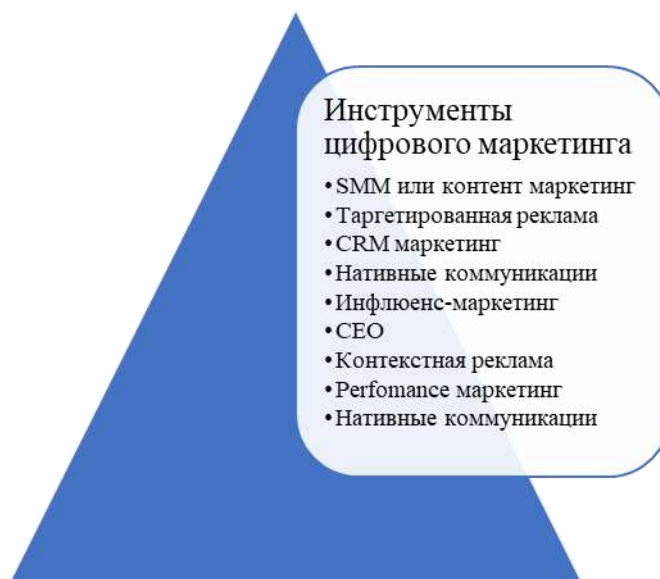 Инструменты
цифрового маркетинга
•SMM или контент маркетинг
•Таргетированная реклама
•CRM маркетинг
•Нативные коммуникации
•Инфлюенс-маркетинг
•СЕО
•Контекстная реклама
•Perfomance маркетинг
•Нативные коммуникации